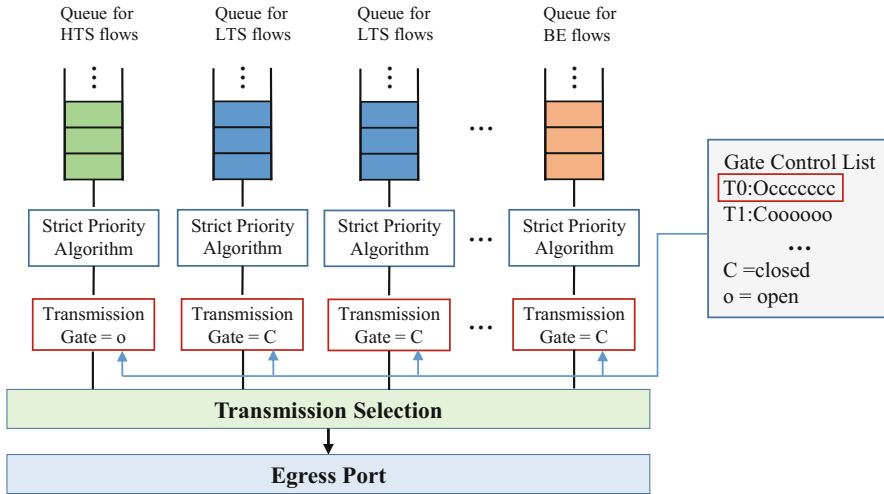 Queue for
HTS flows
Queue for
LTS flows
Queue for
LTS flows
Queue for
BE flows
...
...
...
...
...
Strict Priority
Algorithm
Strict Priority
Algorithm
Strict Priority
Algorithm
...
Strict Priority
Algorithm
Transmission
Gate = o
Transmission
Gate = C
Transmission
Gate = C
...
Transmission
Gate = C
Gate Control List
T0:Occccccc
T1:Coooooo
...
C =closed
o = open
Transmission Selection
Egress Port